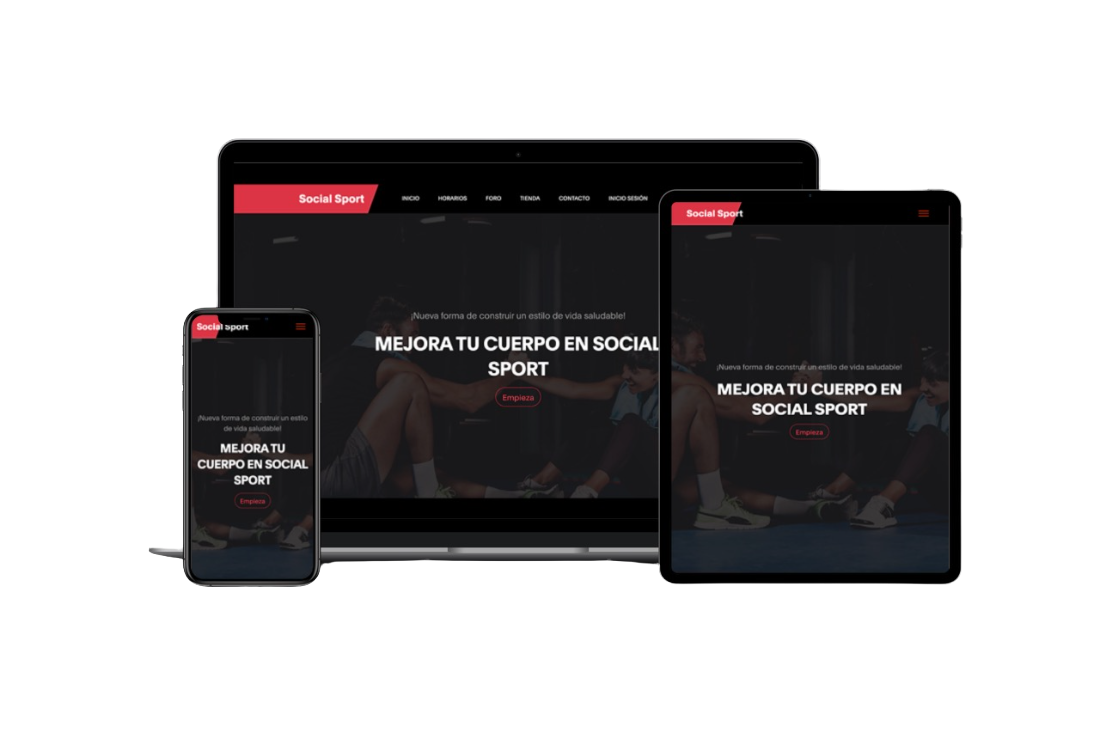 Social Sport
INICIO HORARIOS FORO TIENDA CONTACTO INICIO SESIÓN
¡Nueva forma de construir un estilo de vida saludable!
MEJORA TU CUERPO EN SOCIAL
SPORT
Empieza
Social Sport
¡Nueva forma de construir un estilo de vida saludable!
MEJORA TU CUERPO EN
SOCIAL SPORT
Empieza
Social Sport
¡Nueva forma de construir un estilo
de vida saludable!
MEJORA TU
CUERPO EN SOCIAL
SPORT
Empieza